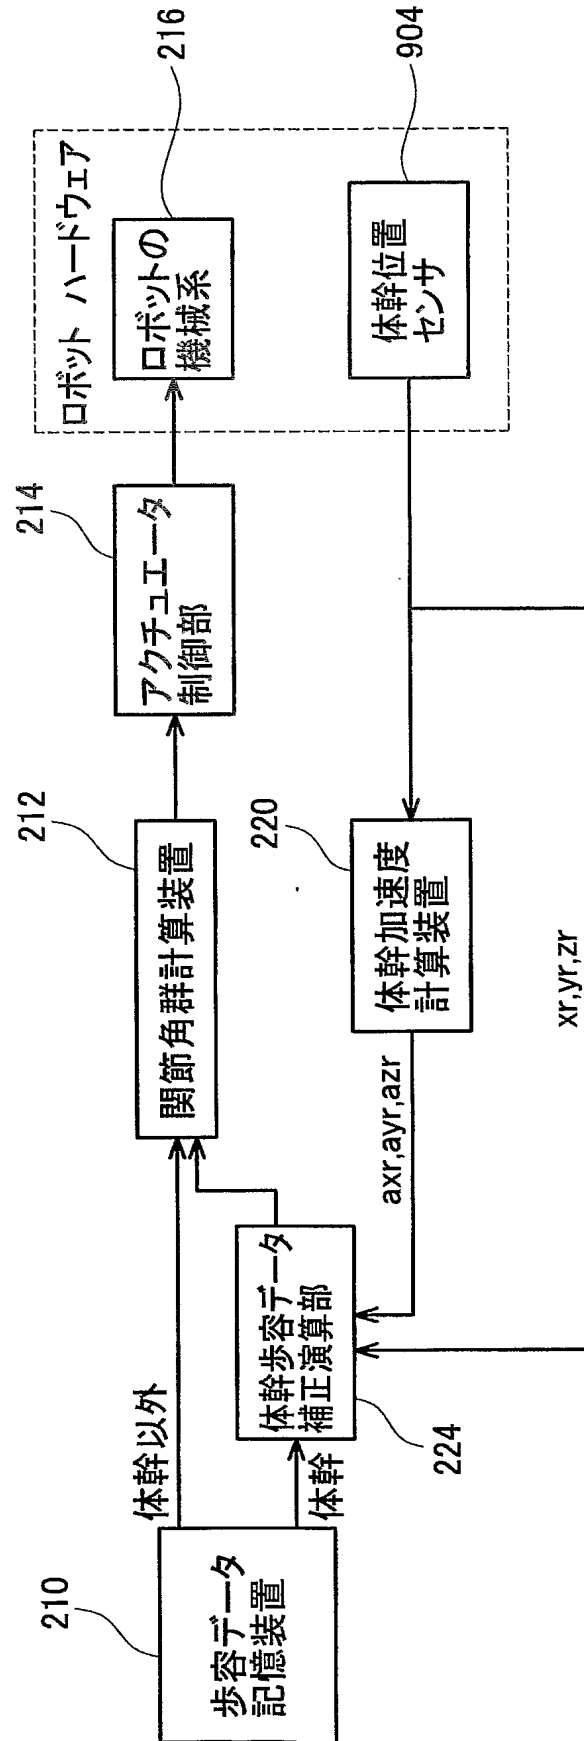 210
歩容データ
記憶装置
体幹以外
体幹
体幹歩容データ
補正演算部
224
212
関節角群計算装置
214
アクチュエータ
制御部
ロボット ハードウェア
ロボットの
機械系
216
体幹位置
センサ
904
220
体幹加速度
計算装置
axr,ayr,azr
xr,yr,zr